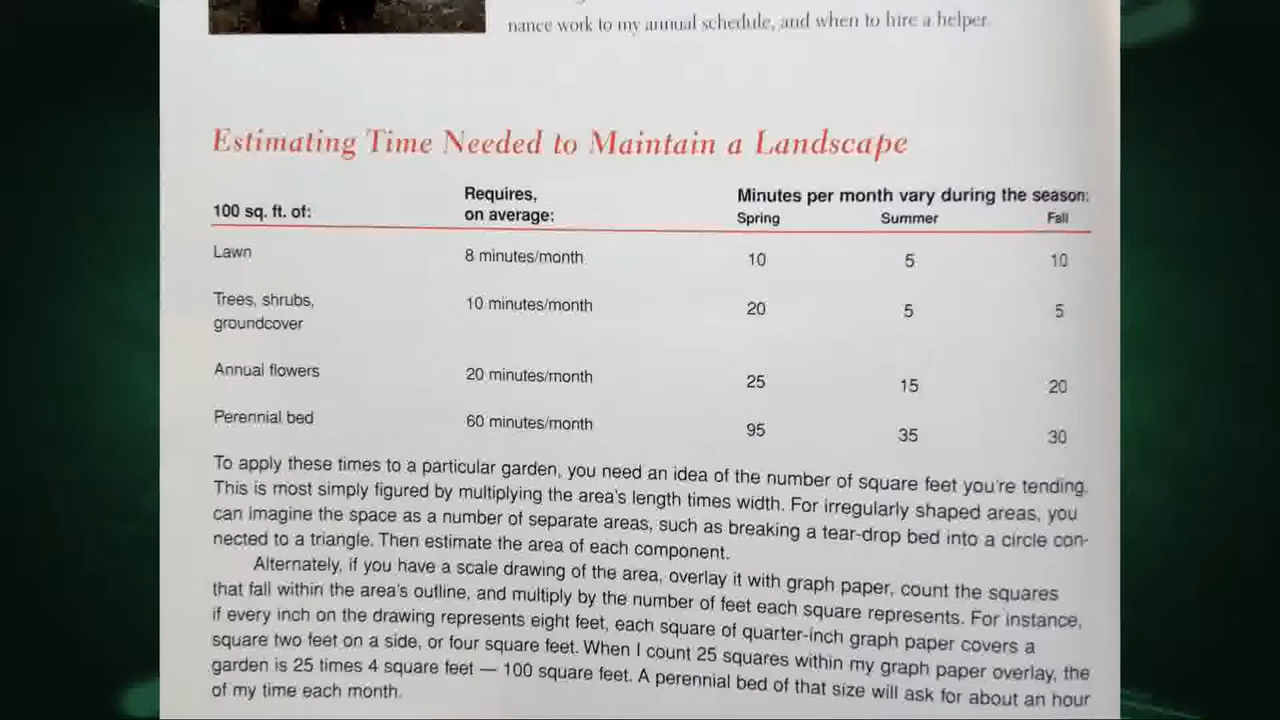 nance work to my annual schedule, and when to hire a helper.
Estimating Time Needed to Maintain a Landscape
100 sq. ft. of: Requires, on average: Minutes per month vary during the season:
Spring Summer Fall
Lawn 8 minutes/month 10 5 10
Trees, shrubs, groundcover 10 minutes/month 20 5 5
Annual flowers 20 minutes/month 25 15 20
Perennial bed 60 minutes/month 95 35 30
To apply these times to a particular garden, you need an idea of the number of square feet you're tending.
This is most simply figured by multiplying the area's length times width. For irregularly shaped areas, you
can imagine the space as a number of separate areas, such as breaking a tear-drop bed into a circle con-
nected to a triangle. Then estimate the area of each component.
Alternately, if you have a scale drawing of the area, overlay it with graph paper, count the squares
that fall within the area's outline, and multiply by the number of feet each square represents. For instance,
if every inch on the drawing represents eight feet, each square of quarter-inch graph paper covers a
square two feet on a side, or four square feet. When I count 25 squares within my graph paper overlay, the
garden is 25 times 4 square feet — 100 square feet. A perennial bed of that size will ask for about an hour
of my time each month.